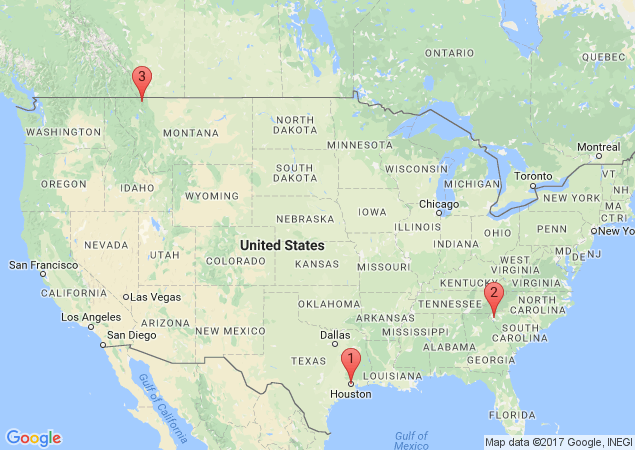 ONTARIO
QUEBEC
3
WASHINGTON
MONTANA
NORTH
DAKOTA
MINNESOTA
Montreal
OREGON
IDAHO
SOUTH
DAKOTA
WISCONSIN
MICHIGAN
Toronto
VT
NH
WYOMING
NEW YORK
MA
CT RI
IOWA
Chicago
NEBRASKA
ILLINOIS
INDIANA
OHIO
PENN
New Yo
NEVADA
UTAH
COLORADO
United States
KANSAS
MISSOURI
WEST
VIRGINIA
MD
DE
NJ
San Francisco
CALIFORNIA
Las Vegas
KENTUCKY
VIRGINIA
2
OKLAHOMA
TENNESSEE
NORTH
CAROLINA
Los Angeles
ARIZONA
NEW MEXICO
ARKANSAS
MISSISSIPPI
SOUTH
CAROLINA
San Diego
Dallas
ALABAMA
GEORGIA
TEXAS
1
LOUISIANA
Houston
Gulf of
California
FLORIDA
Gulf of
Mexico
Google
Map data ©2017 Google, INEGI